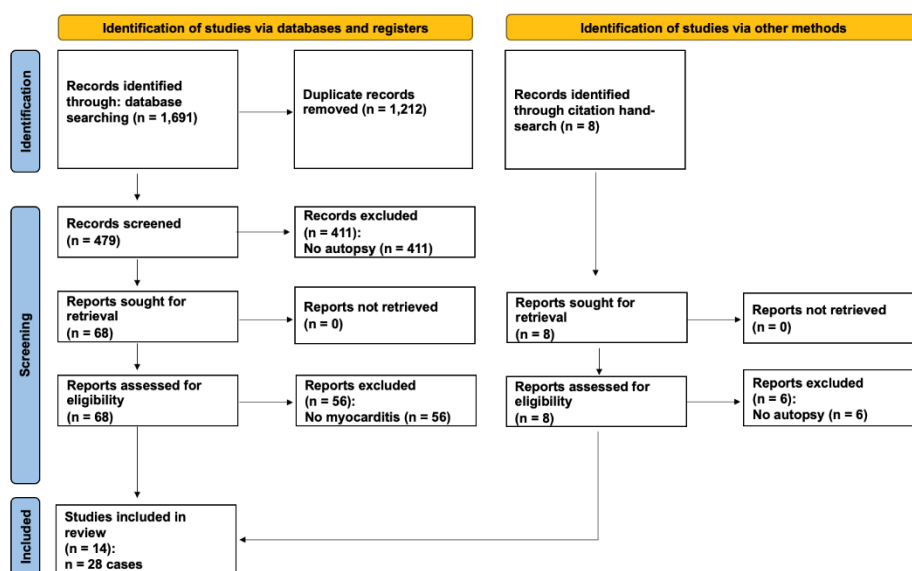 Identification of studies via databases and registers
Identification of studies via other methods
Identification
Records identified
through: database
searching (n = 1,691)
Duplicate records
removed (n = 1,212)
Records identified
through citation hand-
search (n = 8)
Screening
Records screened
(n = 479)
Records excluded
(n = 411):
No autopsy (n = 411)
Reports sought for
retrieval
(n = 68)
Reports not retrieved
(n = 0)
Reports sought for
retrieval
(n = 8)
Reports not retrieved
(n = 0)
Reports assessed for
eligibility
(n = 68)
Reports excluded
(n = 56):
No myocarditis (n = 56)
Reports assessed for
eligibility
(n = 8)
Reports excluded
(n = 6):
No autopsy (n = 6)
Included
Studies included in
review
(n = 14):
n = 28 cases